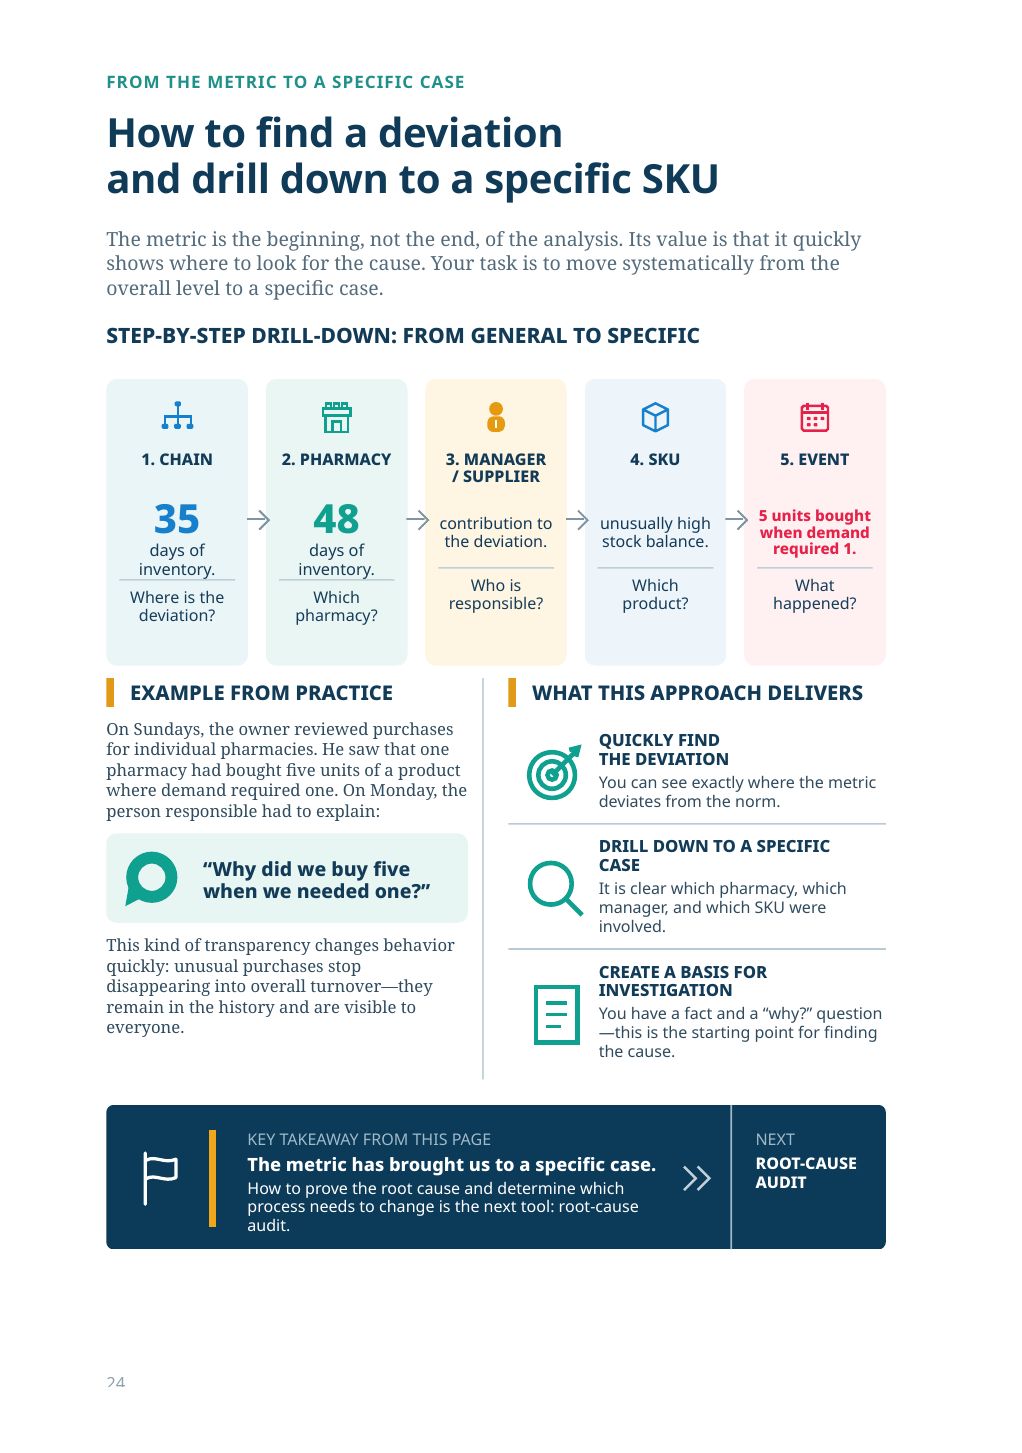 FROM THE METRIC TO A SPECIFIC CASE
How to find a deviation
and drill down to a specific SKU
The metric is the beginning, not the end, of the analysis. Its value is that it quickly
shows where to look for the cause. Your task is to move systematically from the
overall level to a specific case.
STEP-BY-STEP DRILL-DOWN: FROM GENERAL TO SPECIFIC
1. CHAIN
35
days of
inventory.
Where is the
deviation?
2. PHARMACY
48
days of
inventory.
Which
pharmacy?
3. MANAGER
/ SUPPLIER
contribution to
the deviation.
Who is
responsible?
4. SKU
unusually high
stock balance.
Which
product?
5. EVENT
5 units bought
when demand
required 1.
What
happened?
EXAMPLE FROM PRACTICE
On Sundays, the owner reviewed purchases
for individual pharmacies. He saw that one
pharmacy had bought five units of a product
where demand required one. On Monday, the
person responsible had to explain:
“Why did we buy five
when we needed one?”
This kind of transparency changes behavior
quickly: unusual purchases stop
disappearing into overall turnover—they
remain in the history and are visible to
everyone.
WHAT THIS APPROACH DELIVERS
QUICKLY FIND
THE DEVIATION
You can see exactly where the metric
deviates from the norm.
DRILL DOWN TO A SPECIFIC
CASE
It is clear which pharmacy, which
manager, and which SKU were
involved.
CREATE A BASIS FOR
INVESTIGATION
You have a fact and a “why?” question
—this is the starting point for finding
the cause.
KEY TAKEAWAY FROM THIS PAGE
The metric has brought us to a specific case.
How to prove the root cause and determine which
process needs to change is the next tool: root-cause
audit.
NEXT
ROOT-CAUSE
AUDIT
24